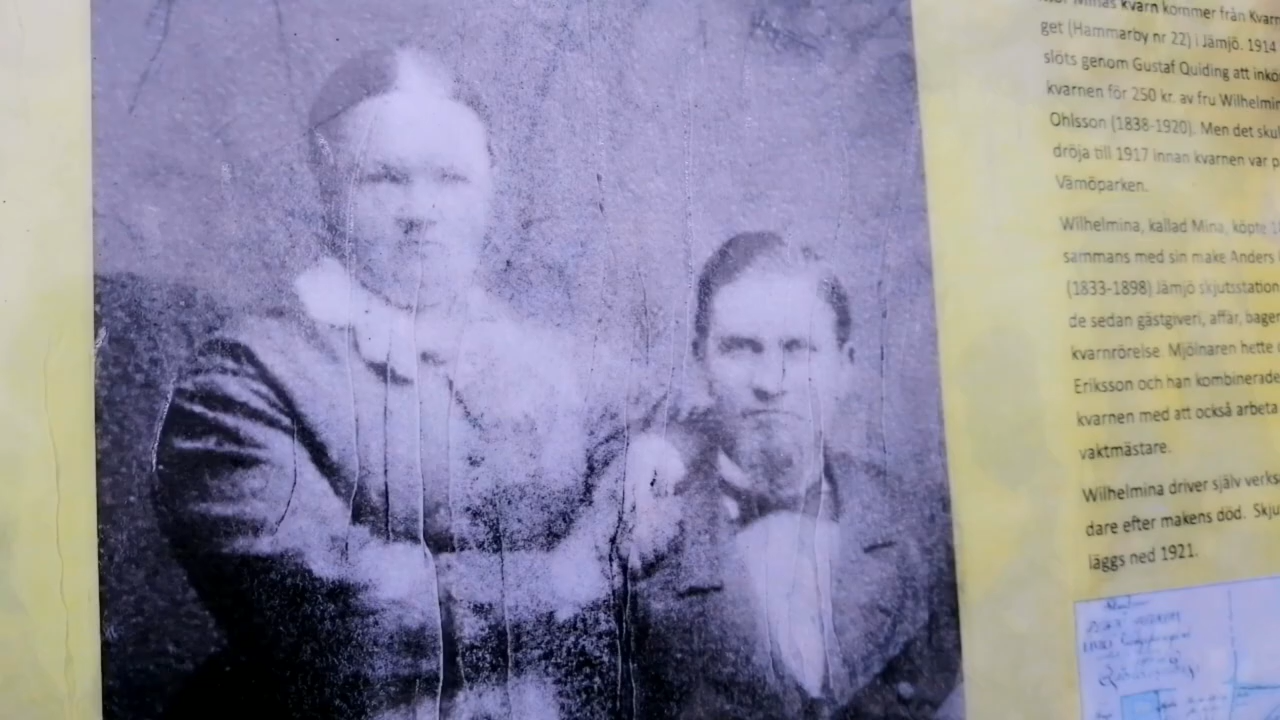 Minas kvarn kommer från Kvarn
get (Hammarby nr 22) i Jämjö. 1914
slöts genom Gustaf Quiding att inkö
kvarnen för 250 kr. av fru Wilhelmin
Ohlsson (1838-1920). Men det sku
dröja till 1917 innan kvarnen var p
Vämöparken.
Wilhelmina, kallad Mina, köpte
sammans med sin make Anders
(1833-1898) Jämjö skjutsstation
de sedan gästgiveri, affär, bager
kvarnrörelse. Mjölnaren hette
Eriksson och han kombinerade
kvarnen med att också arbeta
vaktmästare.
Wilhelmina driver själv verks
dare efter makens död. Skju
läggs ned 1921.